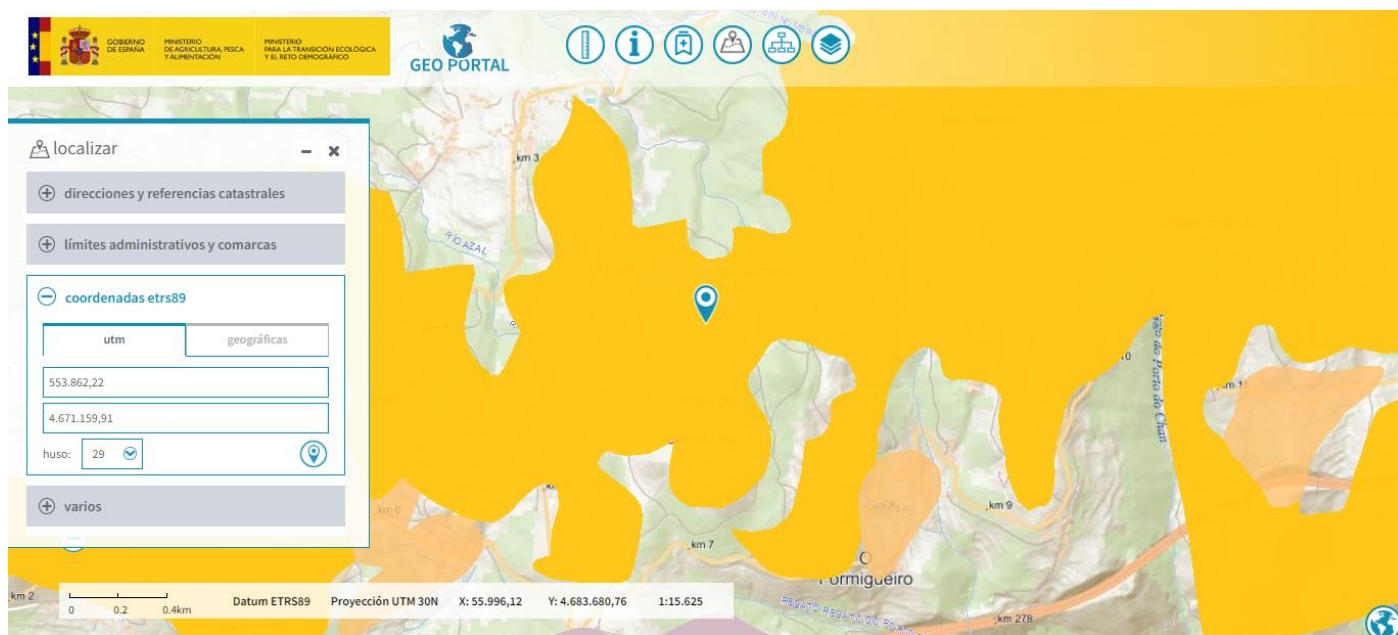 GOBIERNO
DE ESPAÑA
MINISTERIO
DE AGRICULTURA, PESCA
Y ALIMENTACIÓN
MINISTERIO
PARA LA TRANSICIÓN ECOLÓGICA
Y EL RETO DEMOGRÁFICO
GEO PORTAL
localizar
direcciones y referencias catastrales
límites administrativos y comarcas
coordenadas etrs89
utm
geográficas
553.862,22
4.671.159,91
huso:
29
varios
km 3
RÍO AZAL
km 9
km 7
O
Formigueiro
km 278
km 2
km 0
0
0.2
0.4km
Datum ETRS89
Proyección UTM 30N
X: 55.996,12
Y: 4.683.680,76
1:15.625